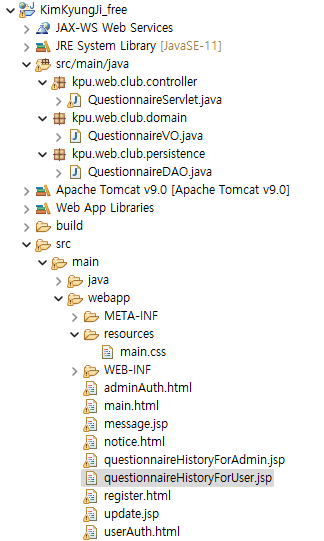 KimKyungJi_free
JAX-WS Web Services
JRE System Library [JavaSE-11]
src/main/java
kpu.web.club.controller
QuestionnaireServlet.java
kpu.web.club.domain
QuestionnaireVO.java
kpu.web.club.persistence
QuestionnaireDAO.java
Apache Tomcat v9.0 [Apache Tomcat v9.0]
Web App Libraries
build
src
main
java
webapp
META-INF
resources
main.css
WEB-INF
adminAuth.html
main.html
message.jsp
notice.html
questionnaireHistoryForAdmin.jsp
questionnaireHistoryForUser.jsp
register.html
update.jsp
userAuth.html